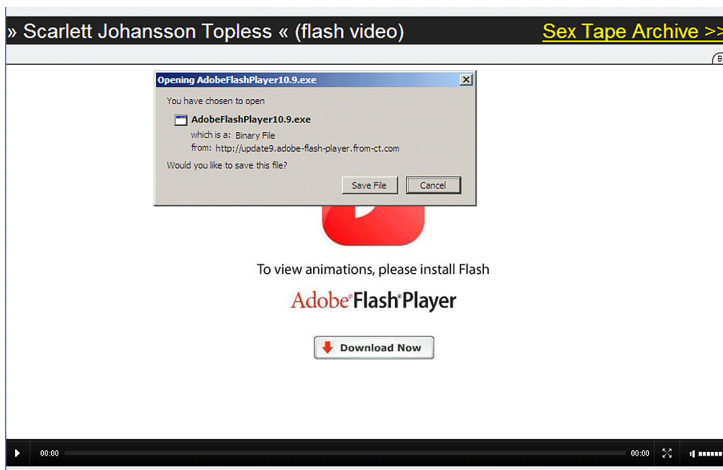 » Scarlett Johansson Topless « (flash video) Sex Tape Archive >>
Opening AdobeFlashPlayer10.9.exe
You have chosen to open
AdobeFlashPlayer10.9.exe
which is a: Binary File
from: http://update9.adobe-flash-player.from-ct.com
Would you like to save this file?
Save File Cancel
To view animations, please install Flash
Adobe® Flash® Player
Download Now
00:00 00:00